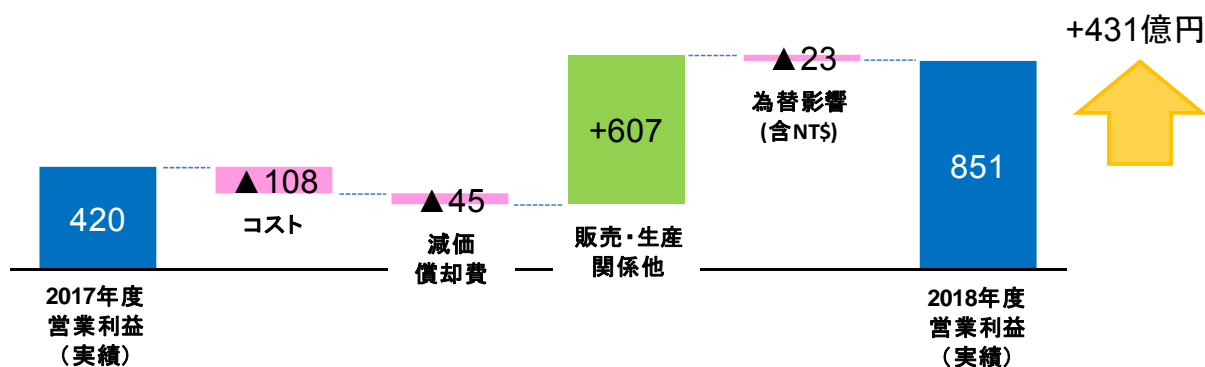 +431億円
420
▲108
コスト
▲45
減価
償却費
+607
販売・生産
関係他
▲23
為替影響
(含NT$)
851
2017年度
営業利益
（実績）
2018年度
営業利益
（実績）